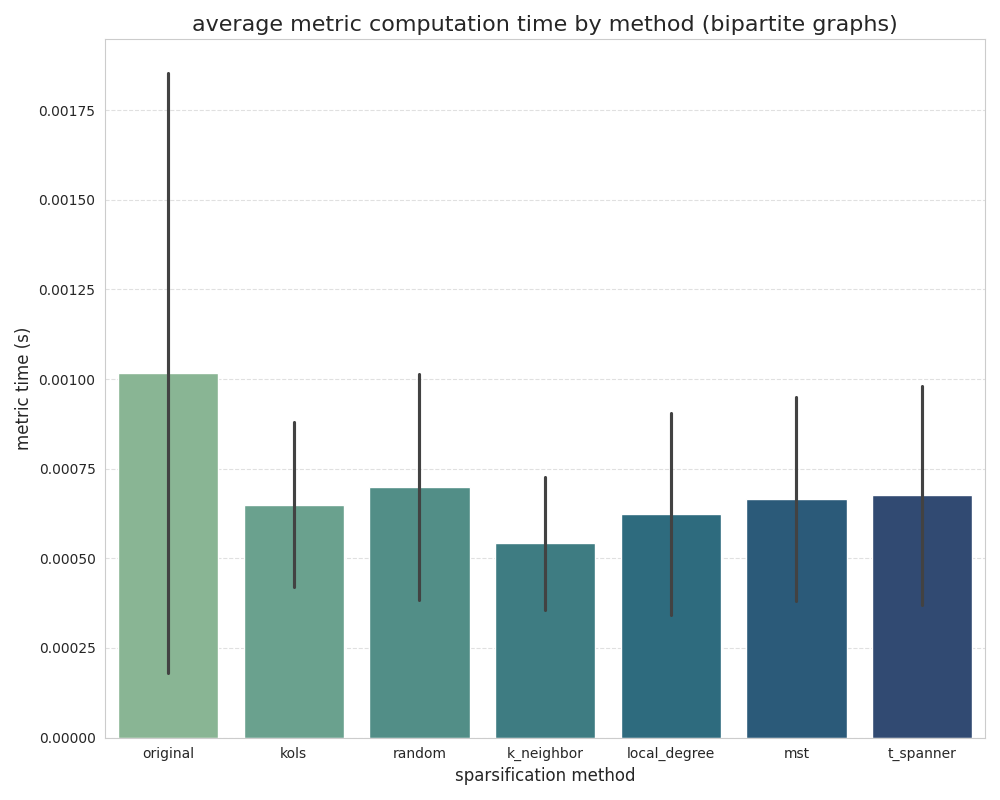 average metric computation time by method (bipartite graphs)
metric time (s)
0.00175
0.00150
0.00125
0.00100
0.00075
0.00050
0.00025
0.00000
original kols random k_neighbor local_degree mst t_spanner
sparsification method